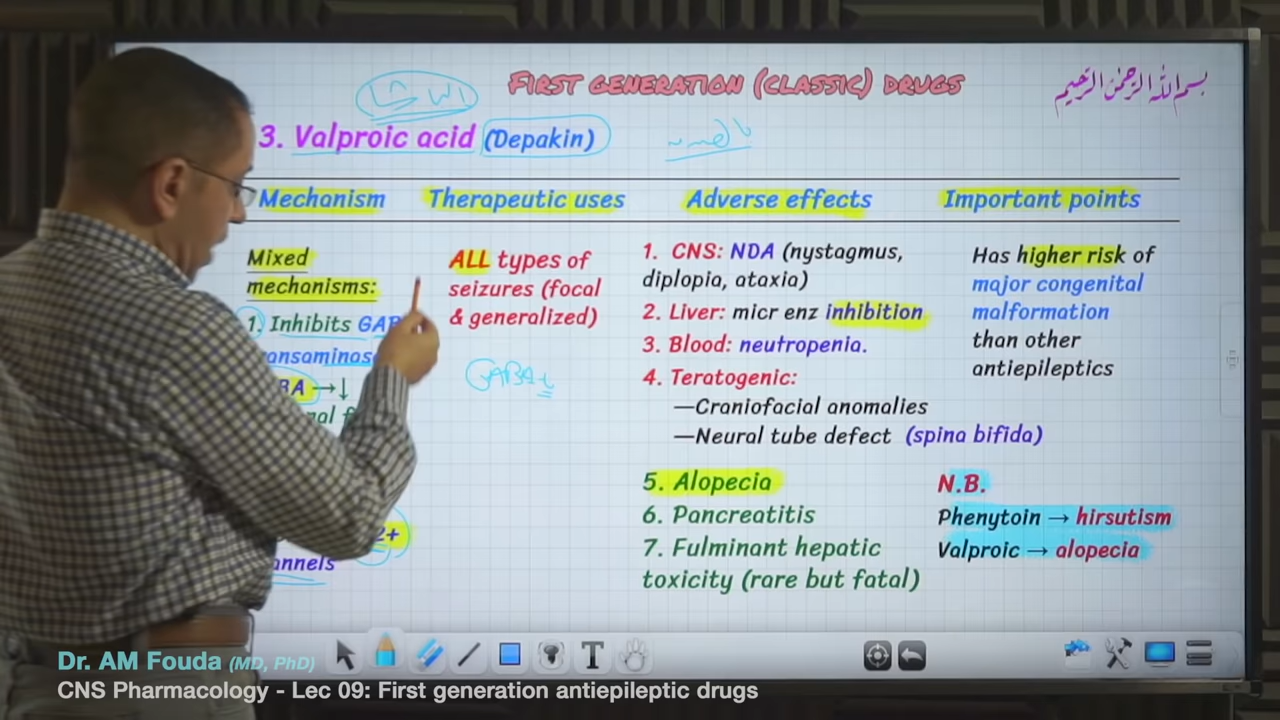 FIRST GENERATION (CLASSIC) DRUGS
بسم الله الرحمن الرحيم
3. Valproic acid (Depakin)
Mechanism
Mixed
mechanisms:
1. Inhibits
2+
Therapeutic uses
ALL types of
seizures (focal
& generalized)
GABA-t
Adverse effects
1. CNS: NDA (nystagmus,
diplopia, ataxia)
2. Liver: micr enz inhibition
3. Blood: neutropenia.
4. Teratogenic:
—Craniofacial anomalies
—Neural tube defect (spina bifida)
5. Alopecia
6. Pancreatitis
7. Fulminant hepatic
toxicity (rare but fatal)
Important points
Has higher risk of
major congenital
malformation
than other
antiepileptics
N.B.
Phenytoin → hirsutism
Valproic → alopecia
T
Dr. AM Fouda (MD, PhD)
CNS Pharmacology - Lec 09: First generation antiepileptic drugs